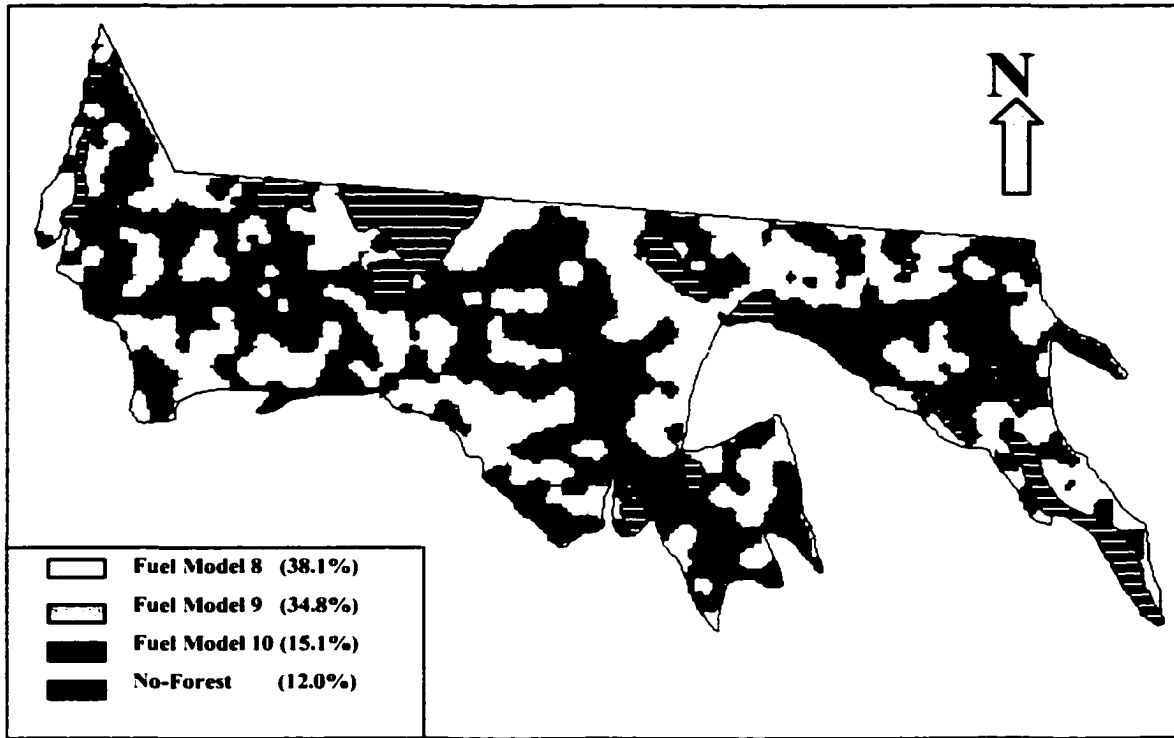 N
Fuel Model 8 (38.1%)
Fuel Model 9 (34.8%)
Fuel Model 10 (15.1%)
No-Forest (12.0%)